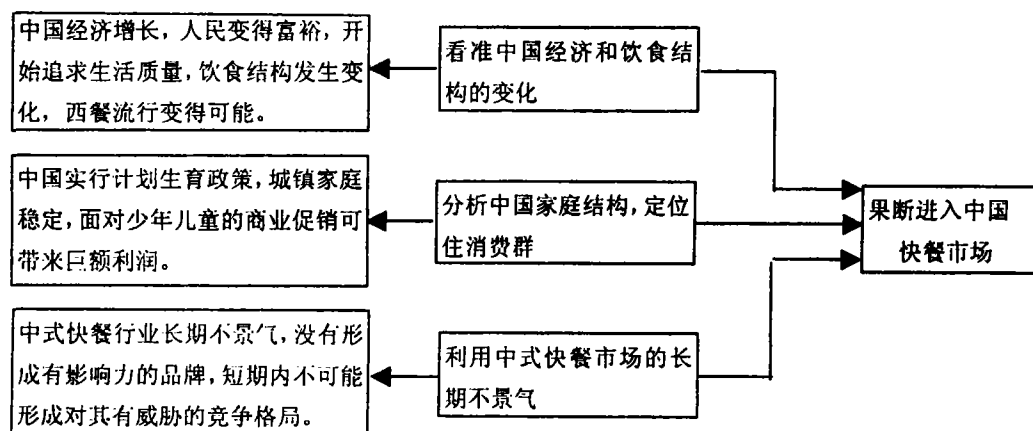 中国经济增长，人民变得富裕，开
始追求生活质量，饮食结构发生变
化，西餐流行变得可能。
看准中国经济和饮食结
构的变化
中国实行计划生育政策，城镇家庭
稳定，面对少年儿童的商业促销可
带来巨额利润。
分析中国家庭结构，定位
住消费群
果断进入中国
快餐市场
中式快餐行业长期不景气，没有形
成有影响力的品牌，短期内不可能
形成对其有威胁的竞争格局。
利用中式快餐市场的长
期不景气